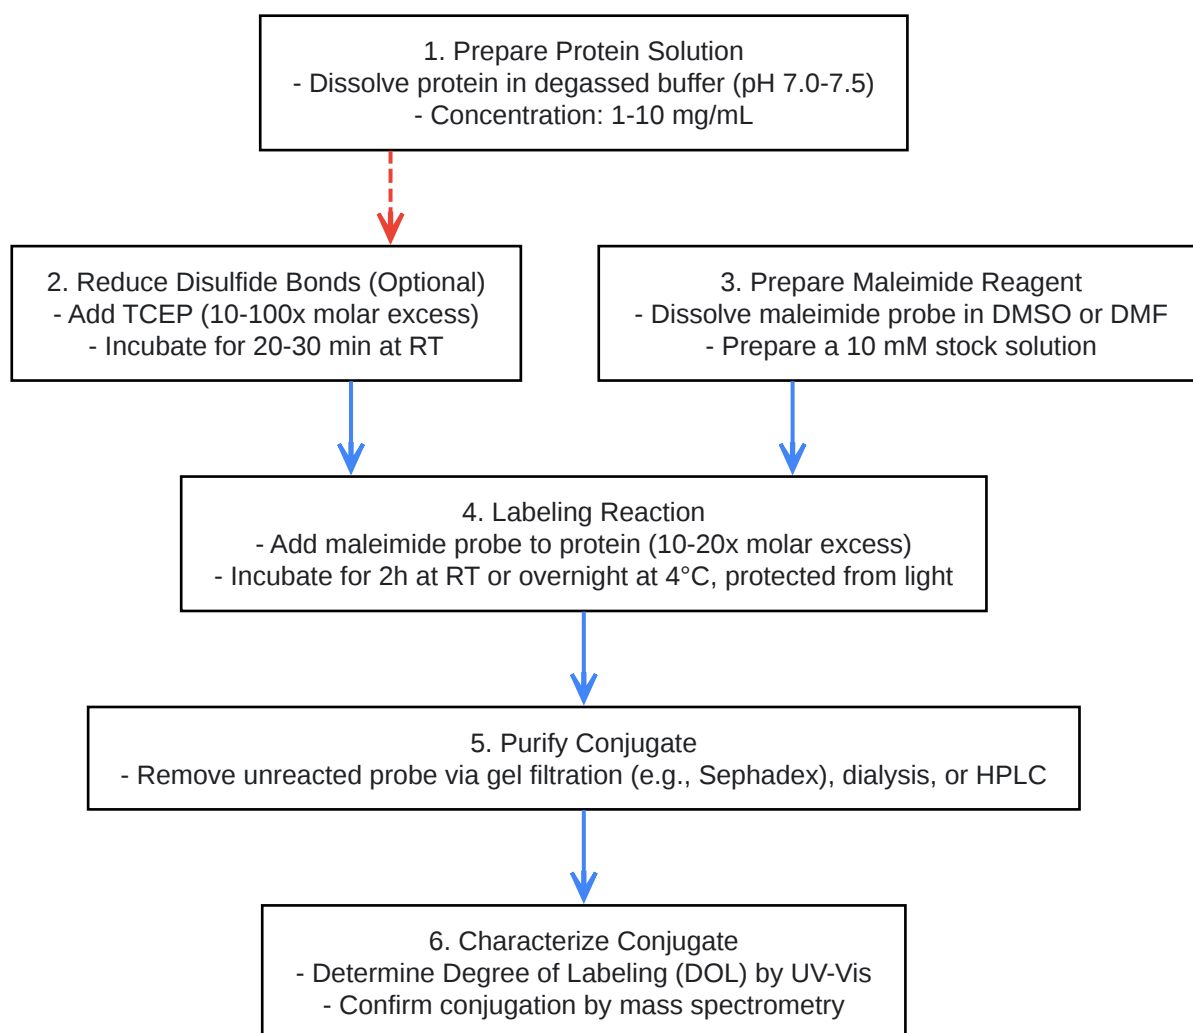 1. Prepare Protein Solution
- Dissolve protein in degassed buffer (pH 7.0-7.5)
- Concentration: 1-10 mg/mL
2. Reduce Disulfide Bonds (Optional)
- Add TCEP (10-100x molar excess)
- Incubate for 20-30 min at RT
3. Prepare Maleimide Reagent
- Dissolve maleimide probe in DMSO or DMF
- Prepare a 10 mM stock solution
4. Labeling Reaction
- Add maleimide probe to protein (10-20x molar excess)
- Incubate for 2h at RT or overnight at 4°C, protected from light
5. Purify Conjugate
- Remove unreacted probe via gel filtration (e.g., Sephadex), dialysis, or HPLC
6. Characterize Conjugate
- Determine Degree of Labeling (DOL) by UV-Vis
- Confirm conjugation by mass spectrometry